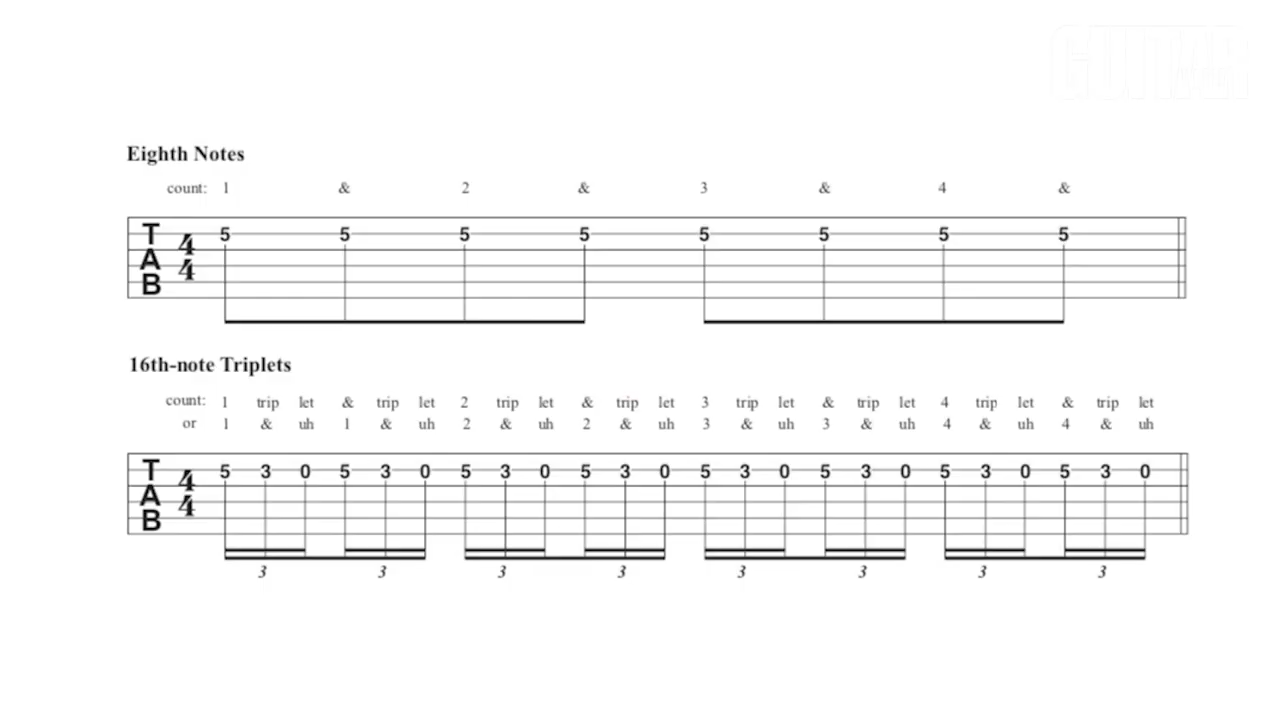 GUITAR
Eighth Notes
count: 1 & 2 & 3 & 4 &
T A B 4 4 5 5 5 5 5 5 5 5
16th-note Triplets
count: 1 trip let & trip let 2 trip let & trip let 3 trip let & trip let 4 trip let & trip let
or 1 & uh 1 & uh 2 & uh 2 & uh 3 & uh 3 & uh 4 & uh 4 & uh
T A B 4 4 5 3 0 5 3 0 5 3 0 5 3 0 5 3 0 5 3 0 5 3 0 5 3 0
3 3 3 3 3 3 3 3